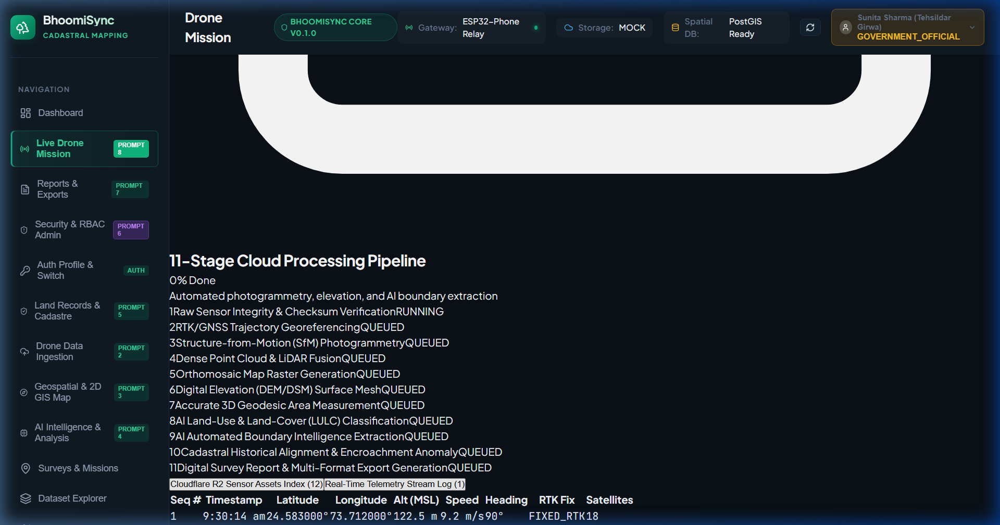 BhoomiSync
CADASTRAL MAPPING
NAVIGATION
Dashboard
Live Drone
Mission
PROMPT
8
Reports &
Exports
PROMPT
7
Security & RBAC
Admin
PROMPT
6
Auth Profile &
Switch
AUTH
Land Records &
Cadastre
PROMPT
5
Drone Data
Ingestion
PROMPT
2
Geospatial & 2D
GIS Map
PROMPT
3
AI Intelligence &
Analysis
PROMPT
4
Surveys & Missions
Dataset Explorer
Drone
Mission
BHOOMISYNC CORE
V0.1.0
Gateway:
ESP32-Phone
Relay
Storage: MOCK
Spatial
DB:
PostGIS
Ready
Sunita Sharma (Tehsildar
Girwa)
GOVERNMENT_OFFICIAL
11-Stage Cloud Processing Pipeline
0% Done
Automated photogrammetry, elevation, and AI boundary extraction
1Raw Sensor Integrity & Checksum VerificationRUNNING
2RTK/GNSS Trajectory GeoreferencingQUEUED
3Structure-from-Motion (SfM) PhotogrammetryQUEUED
4Dense Point Cloud & LiDAR FusionQUEUED
5Orthomosaic Map Raster GenerationQUEUED
6Digital Elevation (DEM/DSM) Surface MeshQUEUED
7Accurate 3D Geodesic Area MeasurementQUEUED
8AI Land-Use & Land-Cover (LULC) ClassificationQUEUED
9AI Automated Boundary Intelligence ExtractionQUEUED
10Cadastral Historical Alignment & Encroachment AnomalyQUEUED
11Digital Survey Report & Multi-Format Export GenerationQUEUED
Cloudflare R2 Sensor Assets Index (12) Real-Time Telemetry Stream Log (1)
Seq # Timestamp Latitude Longitude Alt (MSL) Speed Heading RTK Fix Satellites
1 9:30:14 am 24.583000° 73.712000° 122.5 m 9.2 m/s 90° FIXED_RTK 18